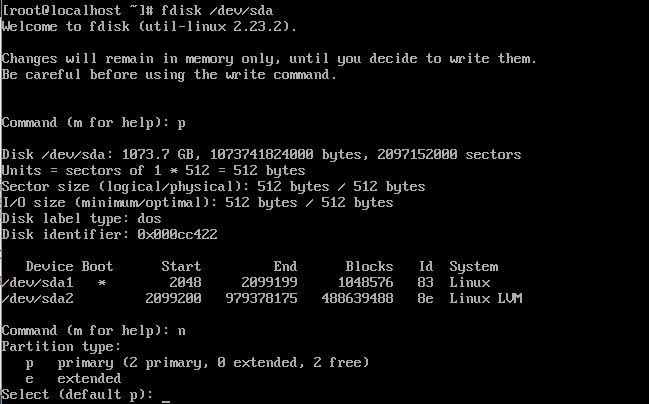 [root@localhost ~]# fdisk /dev/sda
Welcome to fdisk (util-linux 2.23.2).
Changes will remain in memory only, until you decide to write them.
Be careful before using the write command.
Command (m for help): p
Disk /dev/sda: 1073.7 GB, 1073741824000 bytes, 2097152000 sectors
Units = sectors of 1 * 512 = 512 bytes
Sector size (logical/physical): 512 bytes / 512 bytes
I/O size (minimum/optimal): 512 bytes / 512 bytes
Disk label type: dos
Disk identifier: 0x000cc422
   Device Boot      Start         End      Blocks   Id  System
/dev/sda1   *        2048     2099199     1048576   83  Linux
/dev/sda2         2099200   979378175   488639488   8e  Linux LVM
Command (m for help): n
Partition type:
   p   primary (2 primary, 0 extended, 2 free)
   e   extended
Select (default p): _